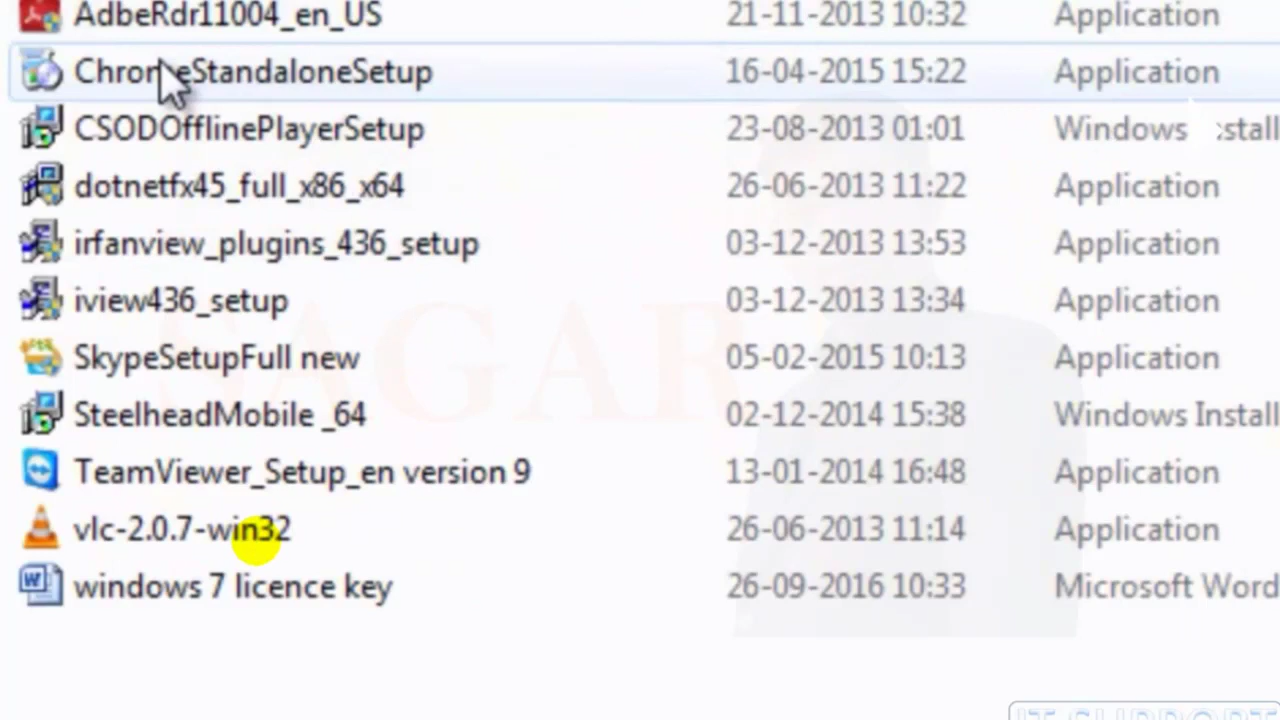 AdbeRdr11004_en_US 21-11-2013 10:32 Application
ChromeStandaloneSetup 16-04-2015 15:22 Application
CSODOfflinePlayerSetup 23-08-2013 01:01 Windows
dotnetfx45_full_x86_x64 26-06-2013 11:22 Application
irfanview_plugins_436_setup 03-12-2013 13:53 Application
iview436_setup 03-12-2013 13:34 Application
SkypeSetupFull new 05-02-2015 10:13 Application
SteelheadMobile _64 02-12-2014 15:38 Windows Install
TeamViewer_Setup_en version 9 13-01-2014 16:48 Application
vlc-2.0.7-win32 26-06-2013 11:14 Application
windows 7 licence key 26-09-2016 10:33 Microsoft Word
SAGAR
IT SUPPORT